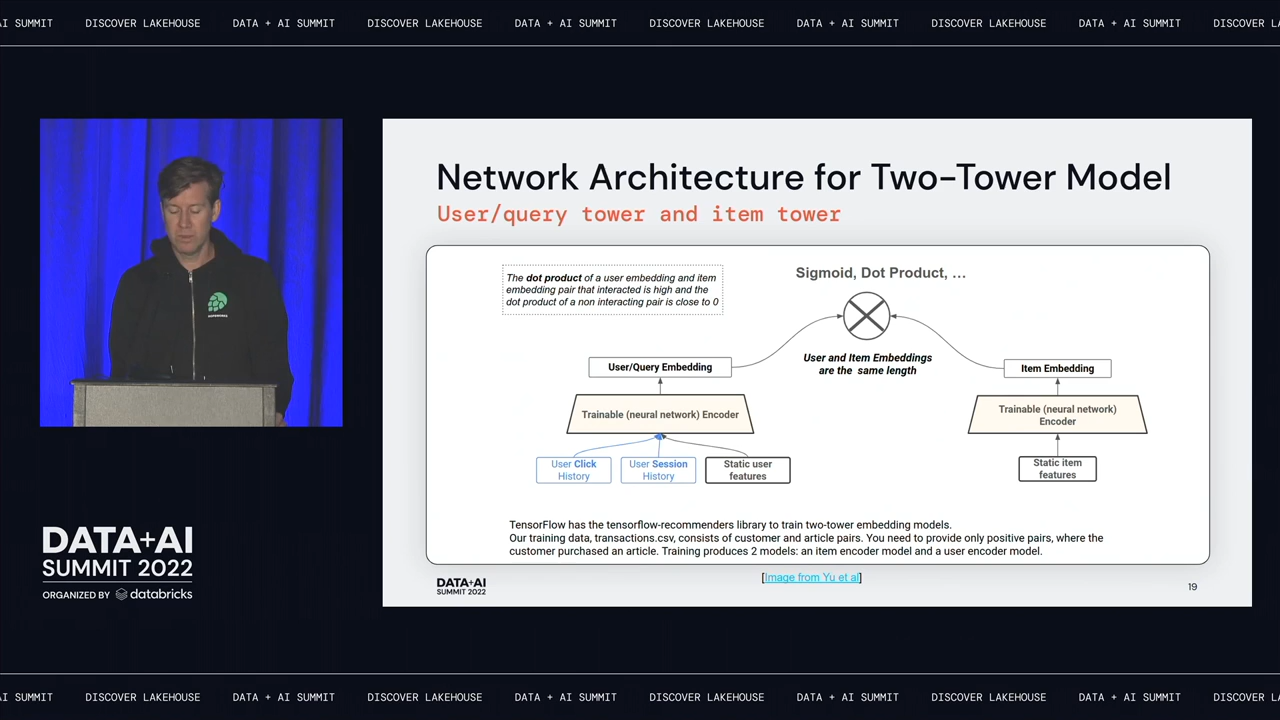 AI SUMMIT DISCOVER LAKEHOUSE DATA + AI SUMMIT DISCOVER LAKEHOUSE DATA + AI SUMMIT DISCOVER LAKEHOUSE DATA + AI SUMMIT DISCOVER LAKEHOUSE DATA + AI SUMMIT DISCOVER
Network Architecture for Two-Tower Model
User/query tower and item tower
The dot product of a user embedding and item
embedding pair that interacted is high and the
dot product of a non interacting pair is close to 0
Sigmoid, Dot Product, ...
User and Item Embeddings
are the same length
User/Query Embedding
Item Embedding
Trainable (neural network) Encoder
Trainable (neural network)
Encoder
User Click
History
User Session
History
Static user
features
Static item
features
TensorFlow has the tensorflow-recommenders library to train two-tower embedding models.
Our training data, transactions.csv, consists of customer and article pairs. You need to provide only positive pairs, where the
customer purchased an article. Training produces 2 models: an item encoder model and a user encoder model.
[Image from Yu et al]
DATA+AI
SUMMIT 2022
19
DATA+AI
SUMMIT 2022
ORGANIZED BY databricks
AI SUMMIT DISCOVER LAKEHOUSE DATA + AI SUMMIT DISCOVER LAKEHOUSE DATA + AI SUMMIT DISCOVER LAKEHOUSE DATA + AI SUMMIT DISCOVER LAKEHOUSE DATA + AI SUMMIT DISCOVER